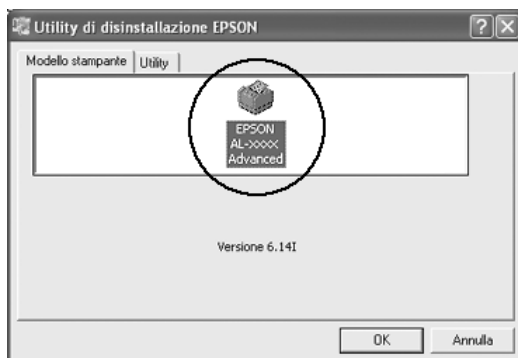 Utility di disinstallazione EPSON
Modello stampante Utility
EPSON
AL-xxxx
Advanced
Versione 6.14I
OK Annulla